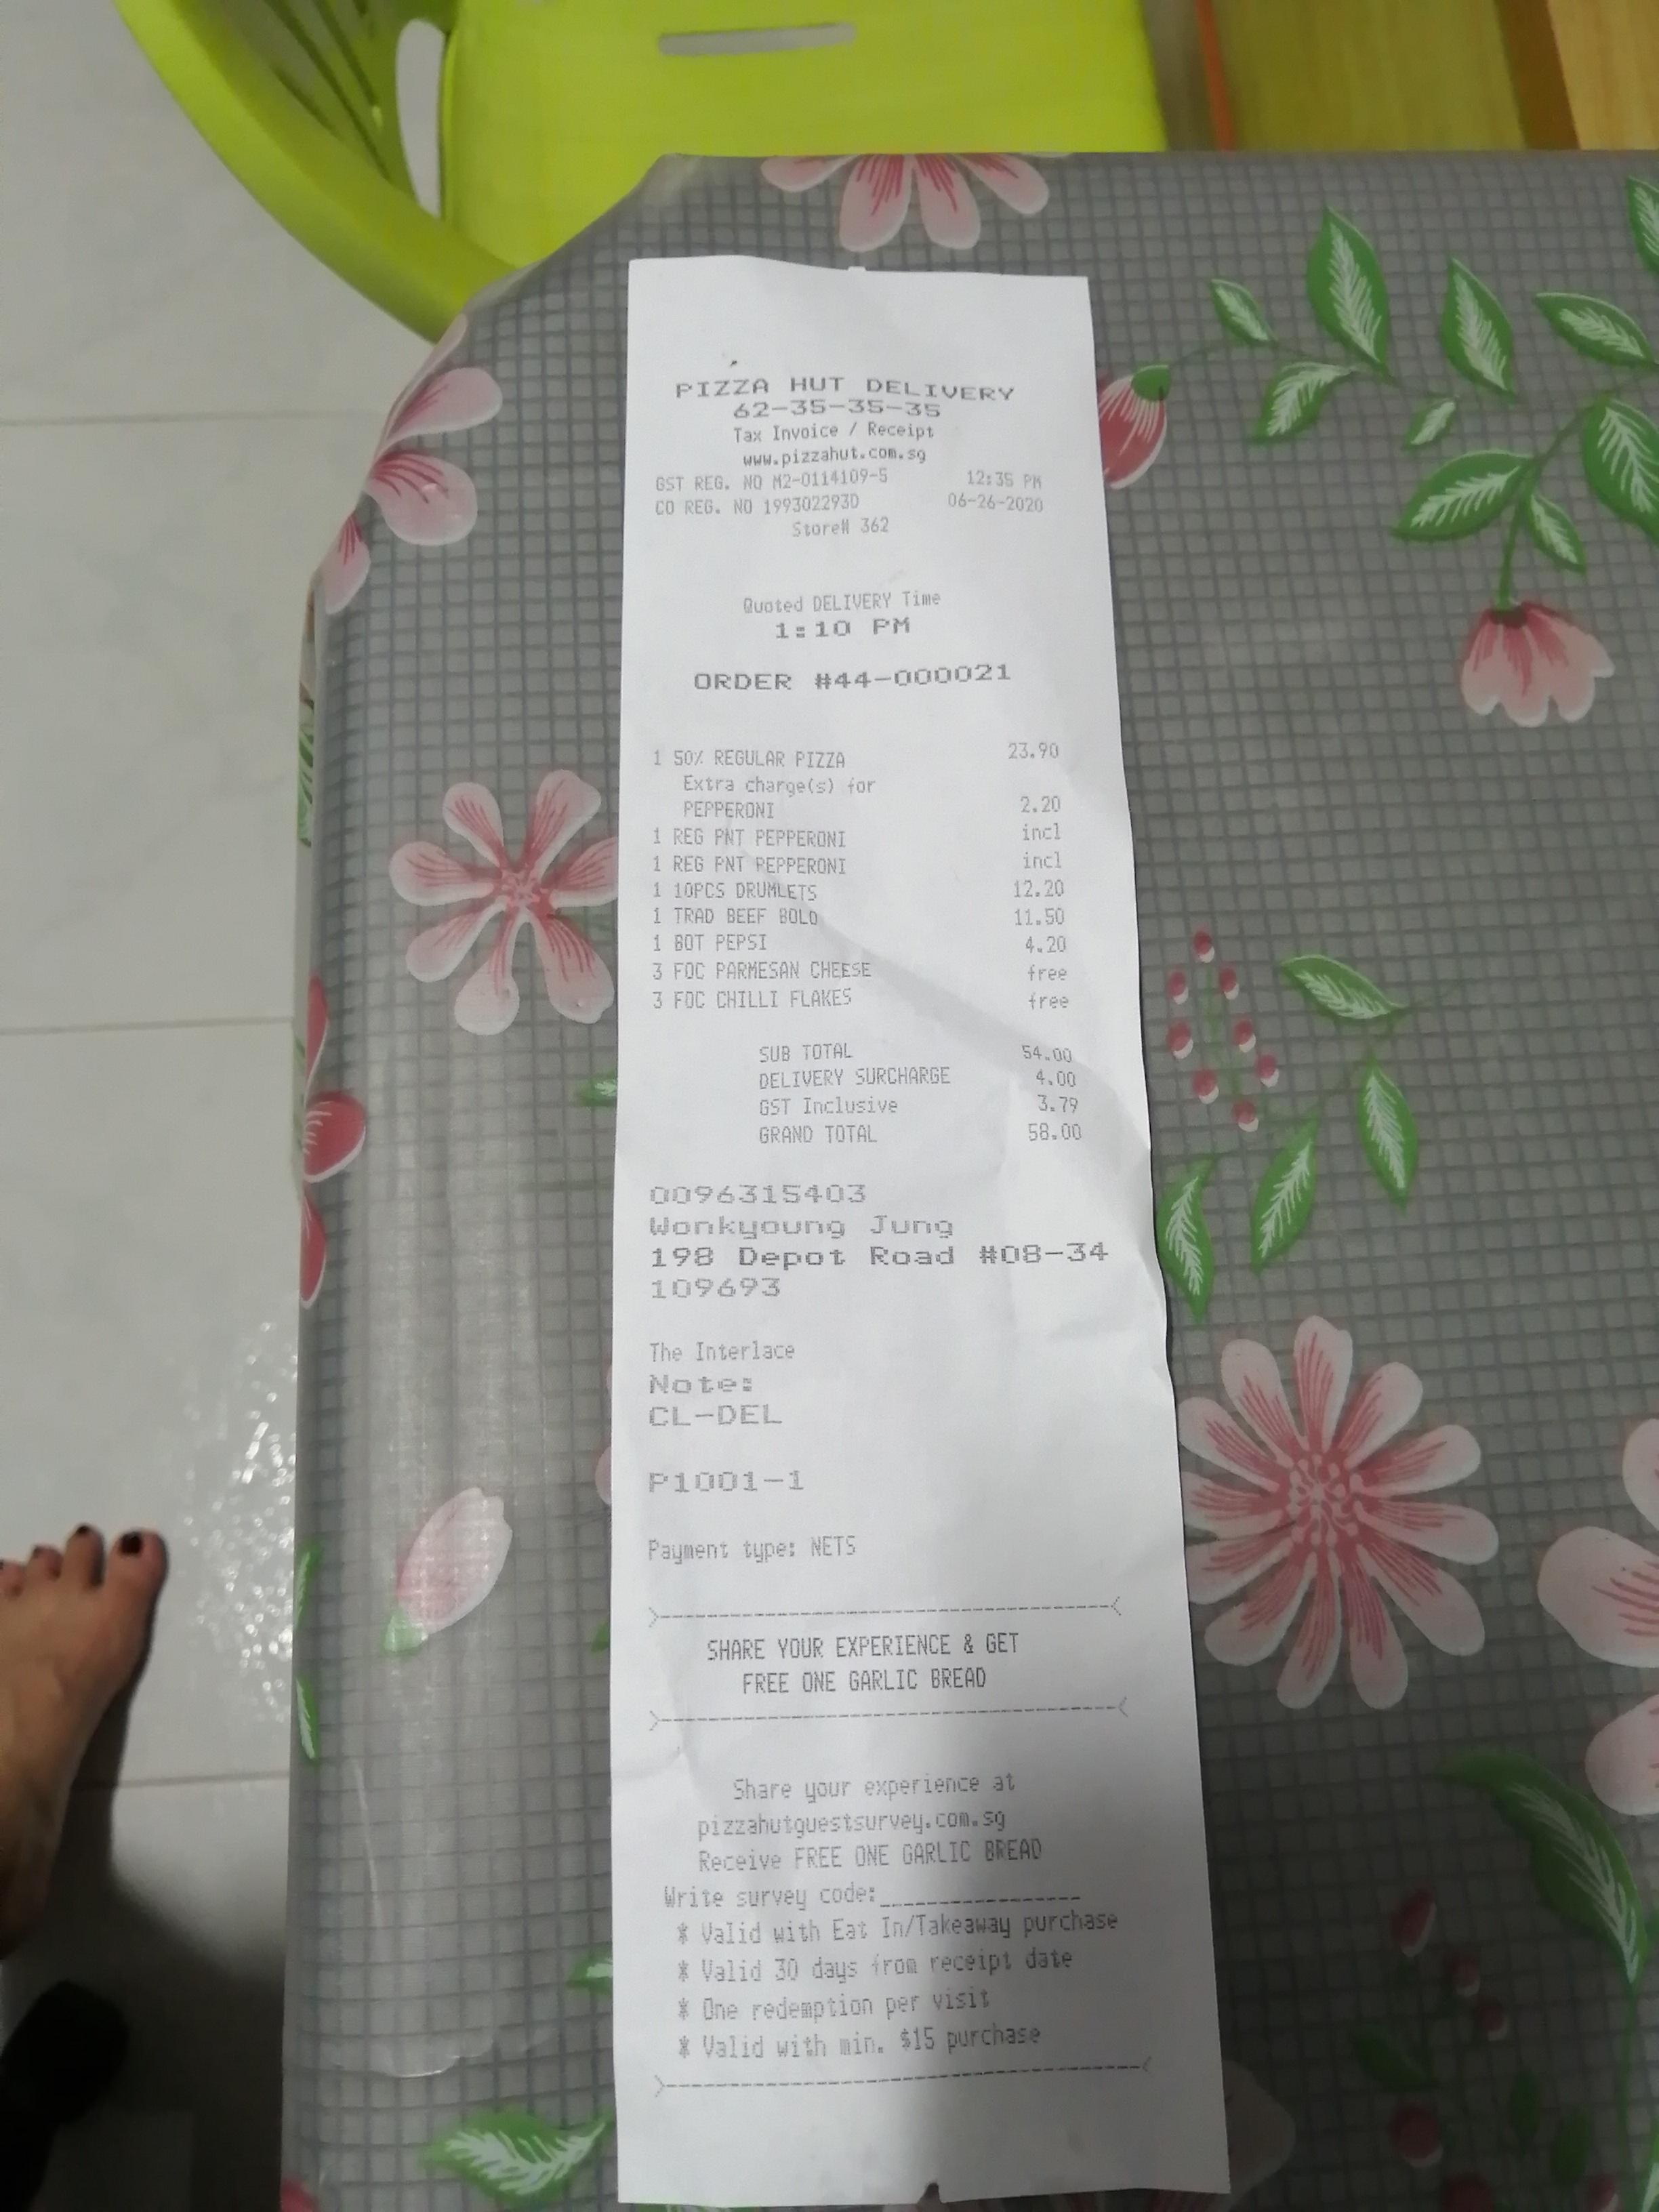 PIZZA HUT DELIVERY
62-35-35-35
Tax Invoice / Receipt
www.pizzahut.com.sg
GST REG. NO M2-0114109-5 12:35 PM
CO REG. NO 199302293D 06-26-2020
Store# 362
Quoted DELIVERY Time
1:10 PM
ORDER #44-000021
1 50% REGULAR PIZZA 23.90
Extra charge(s) for
PEPPERONI 2.20
1 REG PNT PEPPERONI incl
1 REG PNT PEPPERONI incl
1 10PCS DRUMLETS 12.20
1 TRAD BEEF BOLO 11.50
1 BOT PEPSI 4.20
3 FOC PARMESAN CHEESE free
3 FOC CHILLI FLAKES free
SUB TOTAL 54.00
DELIVERY SURCHARGE 4.00
GST Inclusive 3.79
GRAND TOTAL 58.00
0096315403
Wonkyoung Jung
198 Depot Road #08-34
109693
The Interlace
Note:
CL-DEL
P1001-1
Payment type: NETS
>----------------------------------------<
SHARE YOUR EXPERIENCE & GET
FREE ONE GARLIC BREAD
>----------------------------------------<
Share your experience at
pizzahutguestsurvey.com.sg
Receive FREE ONE GARLIC BREAD
Write survey code:_________________
* Valid with Eat In/Takeaway purchase
* Valid 30 days from receipt date
* One redemption per visit
* Valid with min. $15 purchase
>----------------------------------------<